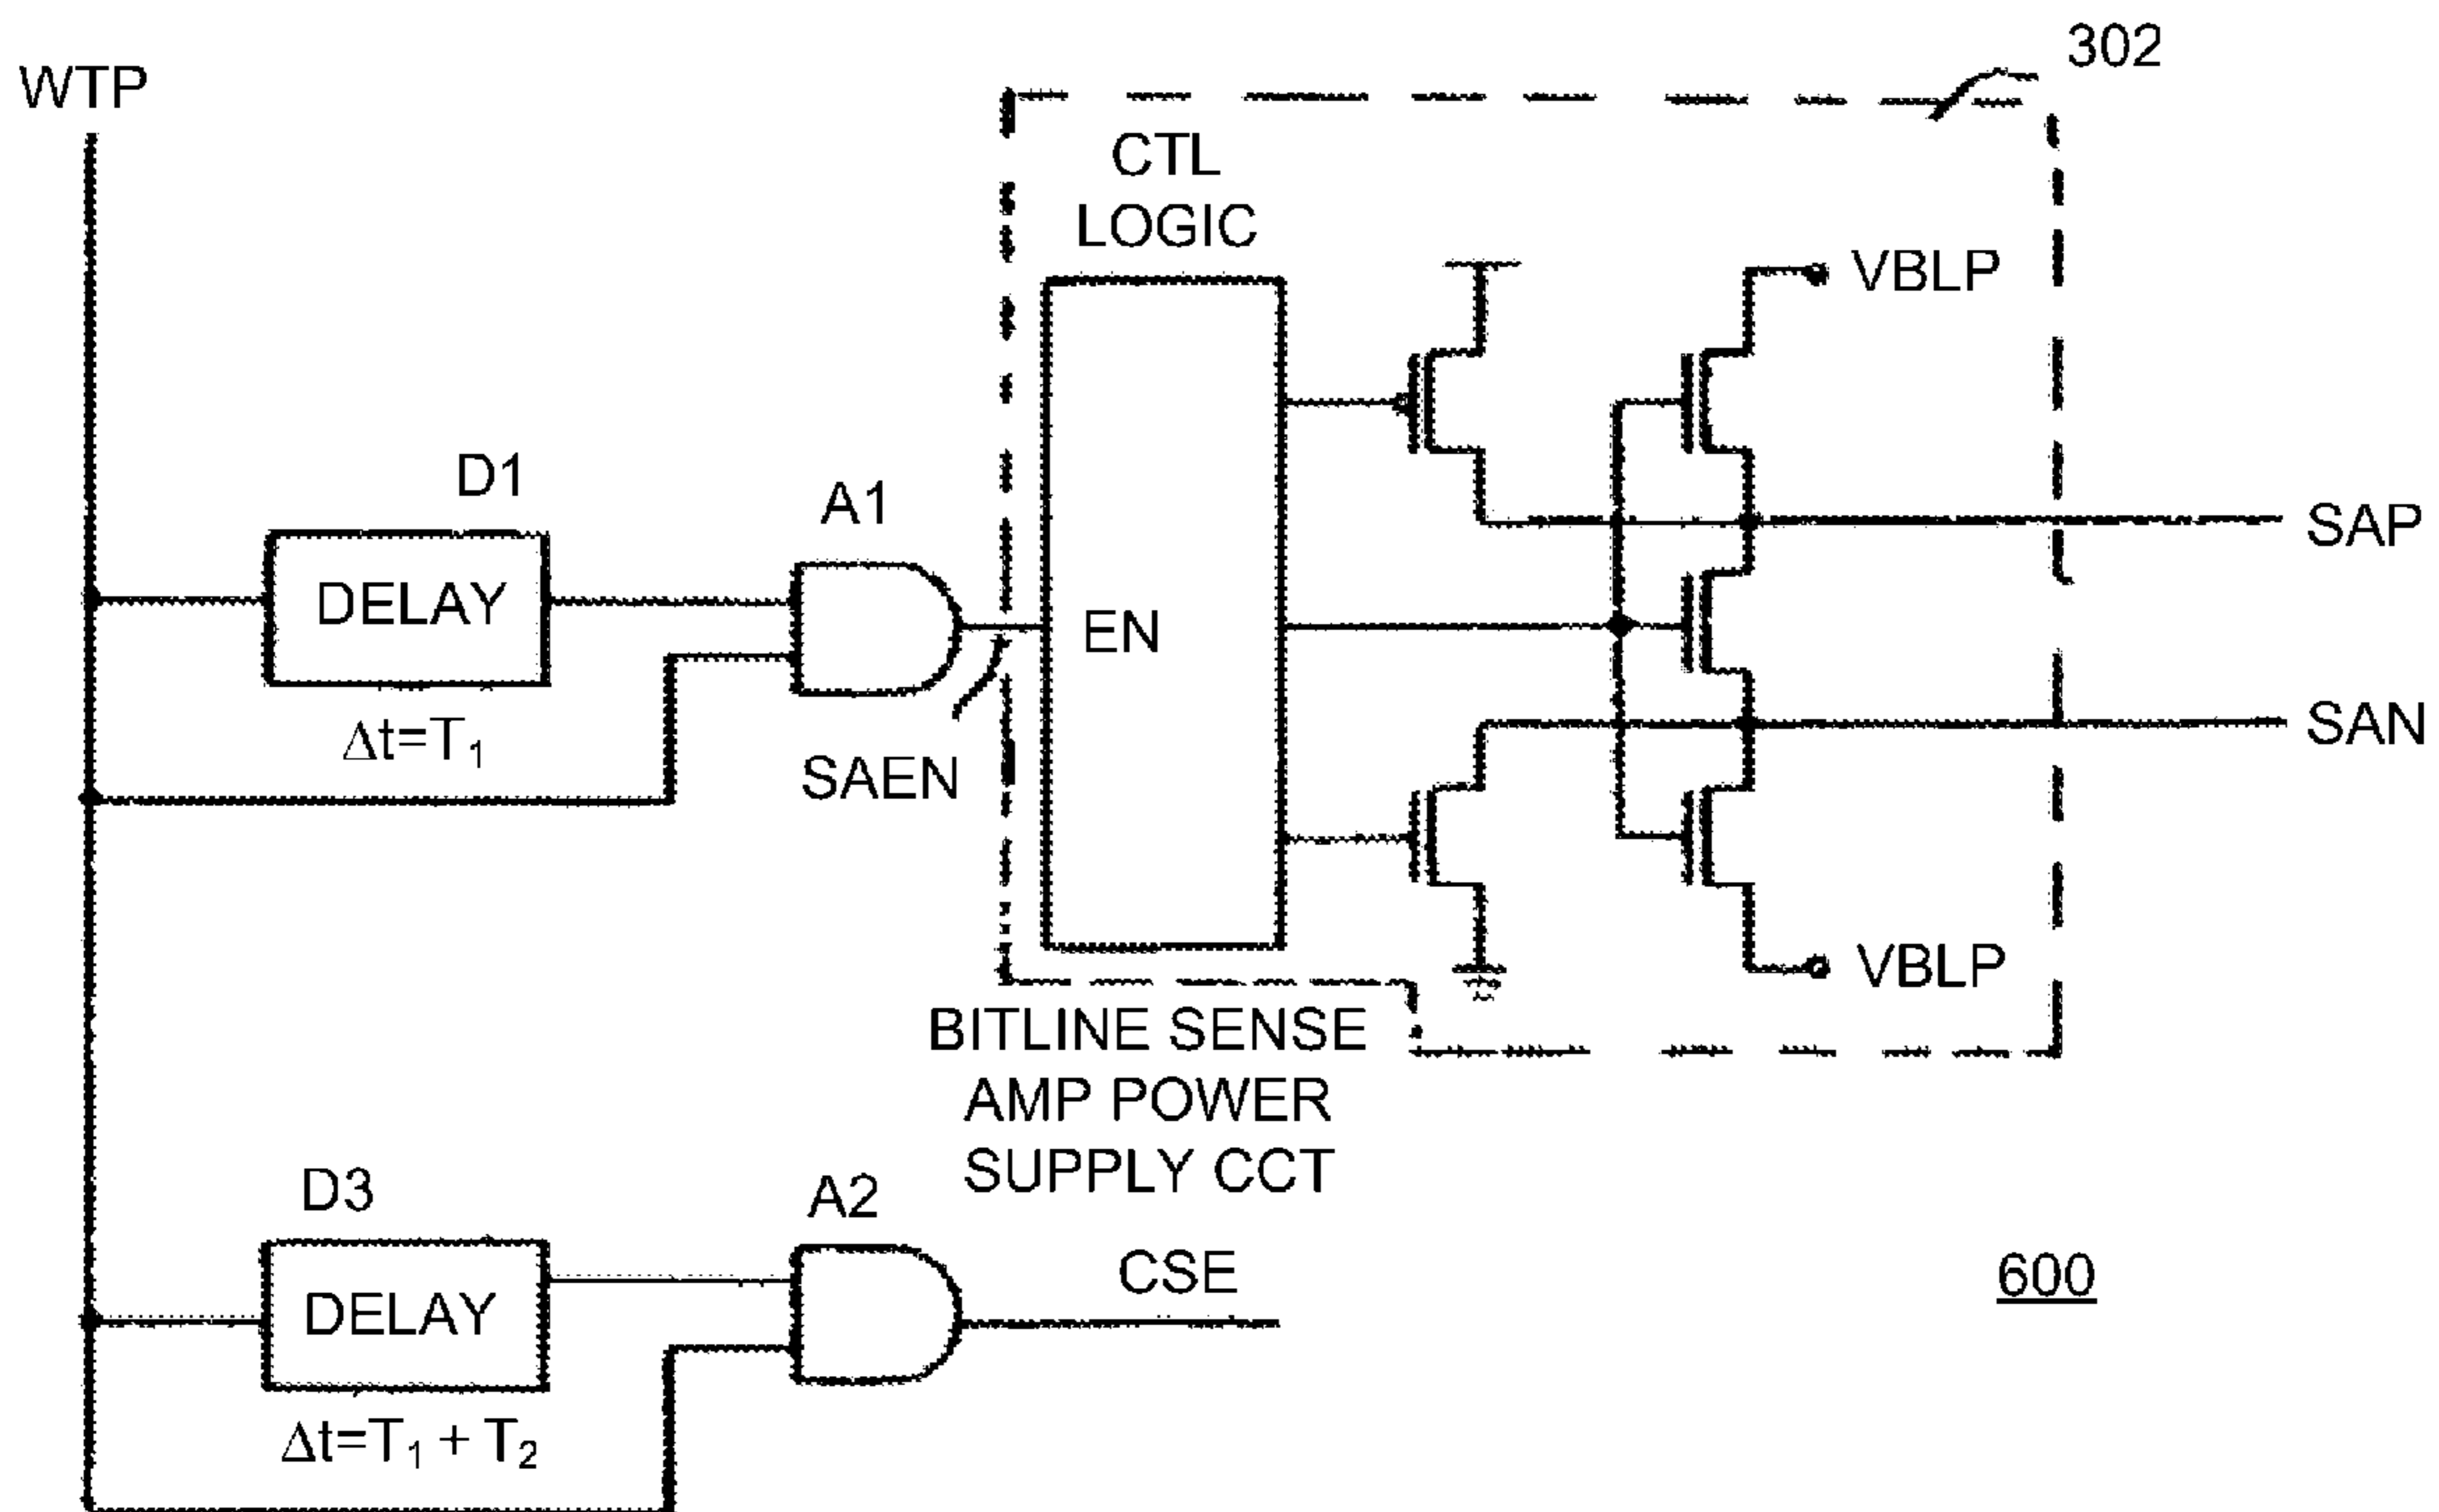 302
WTP
CTL
LOGIC
VBLP
D1
A1
SAP
DELAY
EN
Δt=T₁
SAEN
SAN
VBLP
BITLINE SENSE
AMP POWER
SUPPLY CCT
D3
A2
DELAY
CSE
600
Δt=T₁ + T₂